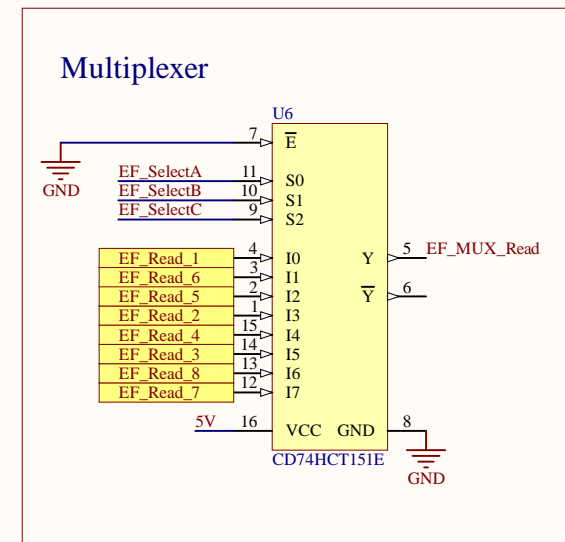 Multiplexer
U6
7 E
GND
EF_SelectA 11 S0
EF_SelectB 10 S1
EF_SelectC 9 S2
EF_Read_1 4 I0 Y 5 EF_MUX_Read
EF_Read_6 3 I1
EF_Read_5 2 I2 Y 6
EF_Read_2 1 I3
EF_Read_4 15 I4
EF_Read_3 14 I5
EF_Read_8 13 I6
EF_Read_7 12 I7
5V 16 VCC GND 8
CD74HCT151E
GND